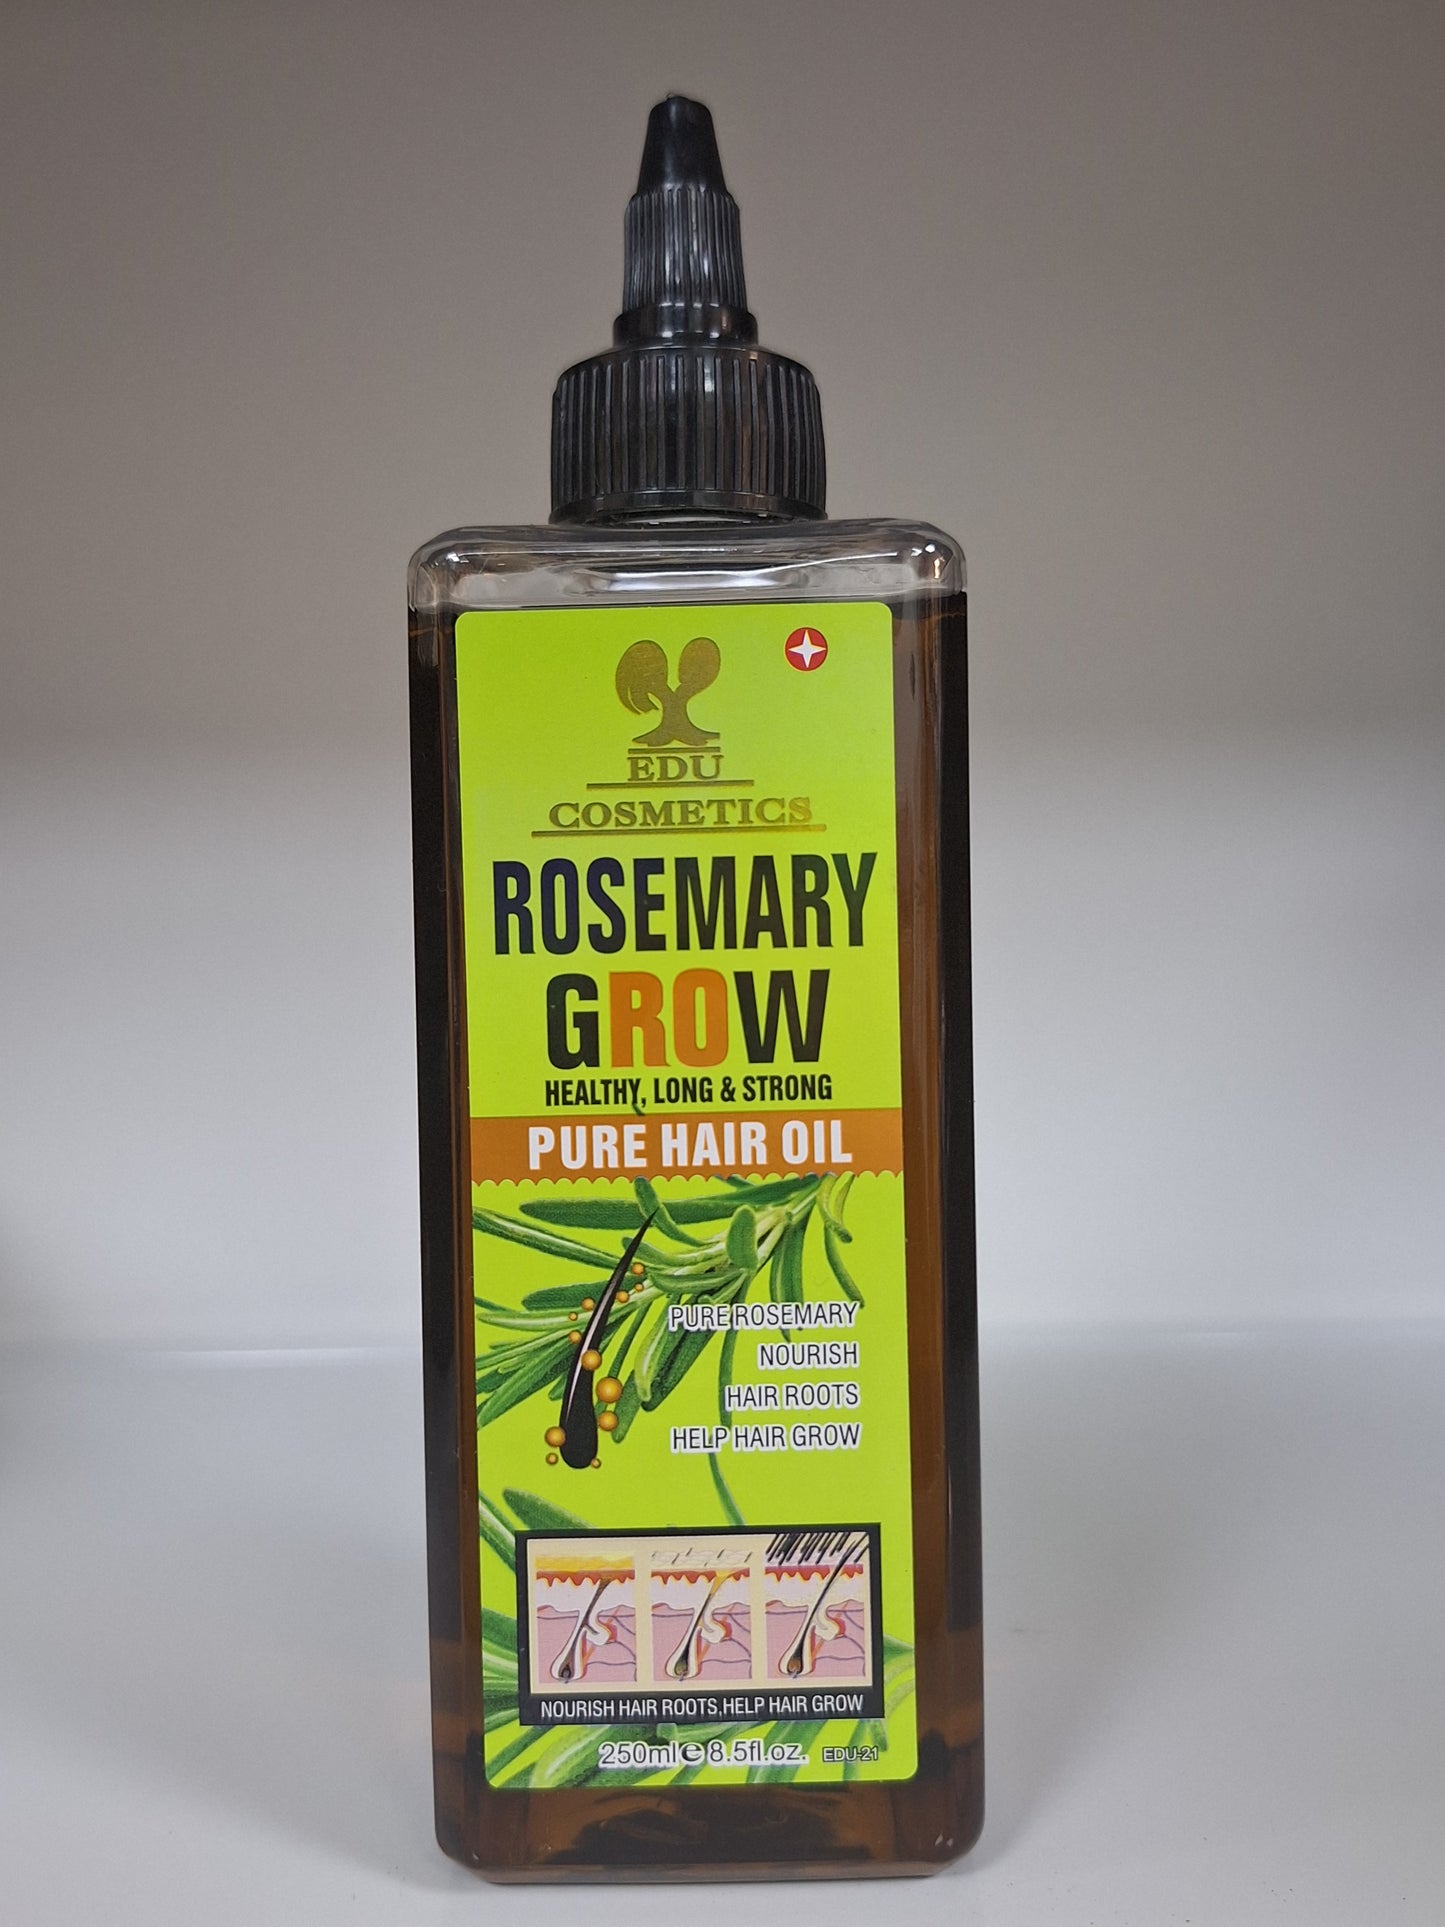 EDU
COSMETICS
ROSEMARY
GROW
HEALTHY, LONG & STRONG
PURE HAIR OIL
PURE ROSEMARY
NOURISH
HAIR ROOTS
HELP HAIR GROW
NOURISH HAIR ROOTS,HELP HAIR GROW
250ml℮8.5fl.oz. EDU-21